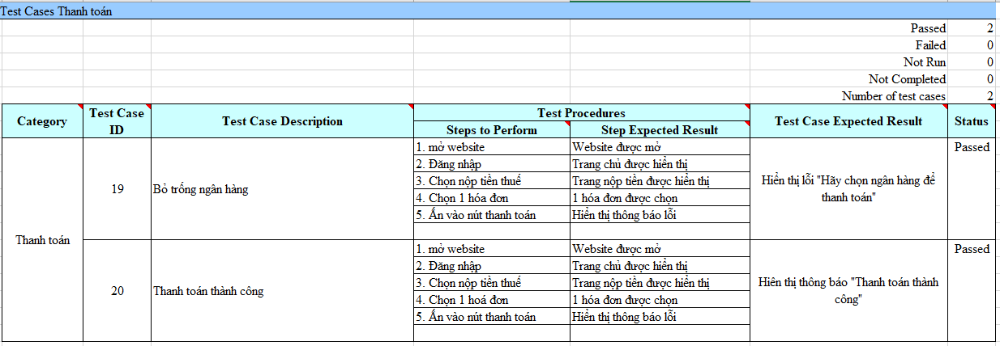 Test Cases Thanh toán
Passed 2
Failed 0
Not Run 0
Not Completed 0
Number of test cases 2
Category
Test Case
ID
Test Case Description
Test Procedures
Steps to Perform
Step Expected Result
Test Case Expected Result
Status
Thanh toán
19
Bỏ trống ngân hàng
1. mở website
Website được mở
2. Đăng nhập
Trang chủ được hiển thị
3. Chọn nộp tiền thuế
Trang nộp tiền được hiển thị
4. Chọn 1 hóa đơn
1 hóa đơn được chọn
5. Ấn vào nút thanh toán
Hiển thị thông báo lỗi
Hiển thị lỗi "Hãy chọn ngân hàng để
thanh toán"
Passed
20
Thanh toán thành công
1. mở website
Website được mở
2. Đăng nhập
Trang chủ được hiển thị
3. Chọn nộp tiền thuế
Trang nộp tiền được hiển thị
4. Chọn 1 hoá đơn
1 hóa đơn được chọn
5. Ấn vào nút thanh toán
Hiển thị thông báo lỗi
Hiên thị thông báo "Thanh toán thành
công"
Passed